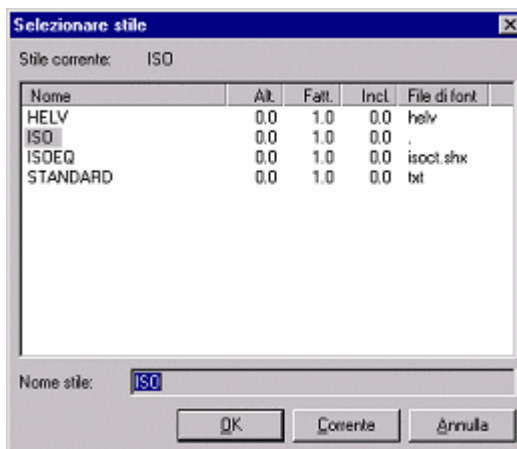 Selezionare stile
Stile corrente: ISO
Nome Alt. Fatt. Incl. File di font
HELV 0.0 1.0 0.0 helv
ISO 0.0 1.0 0.0 .
ISOEQ 0.0 1.0 0.0 isoct.shx
STANDARD 0.0 1.0 0.0 txt
Nome stile: ISO
OK Corrente Annulla